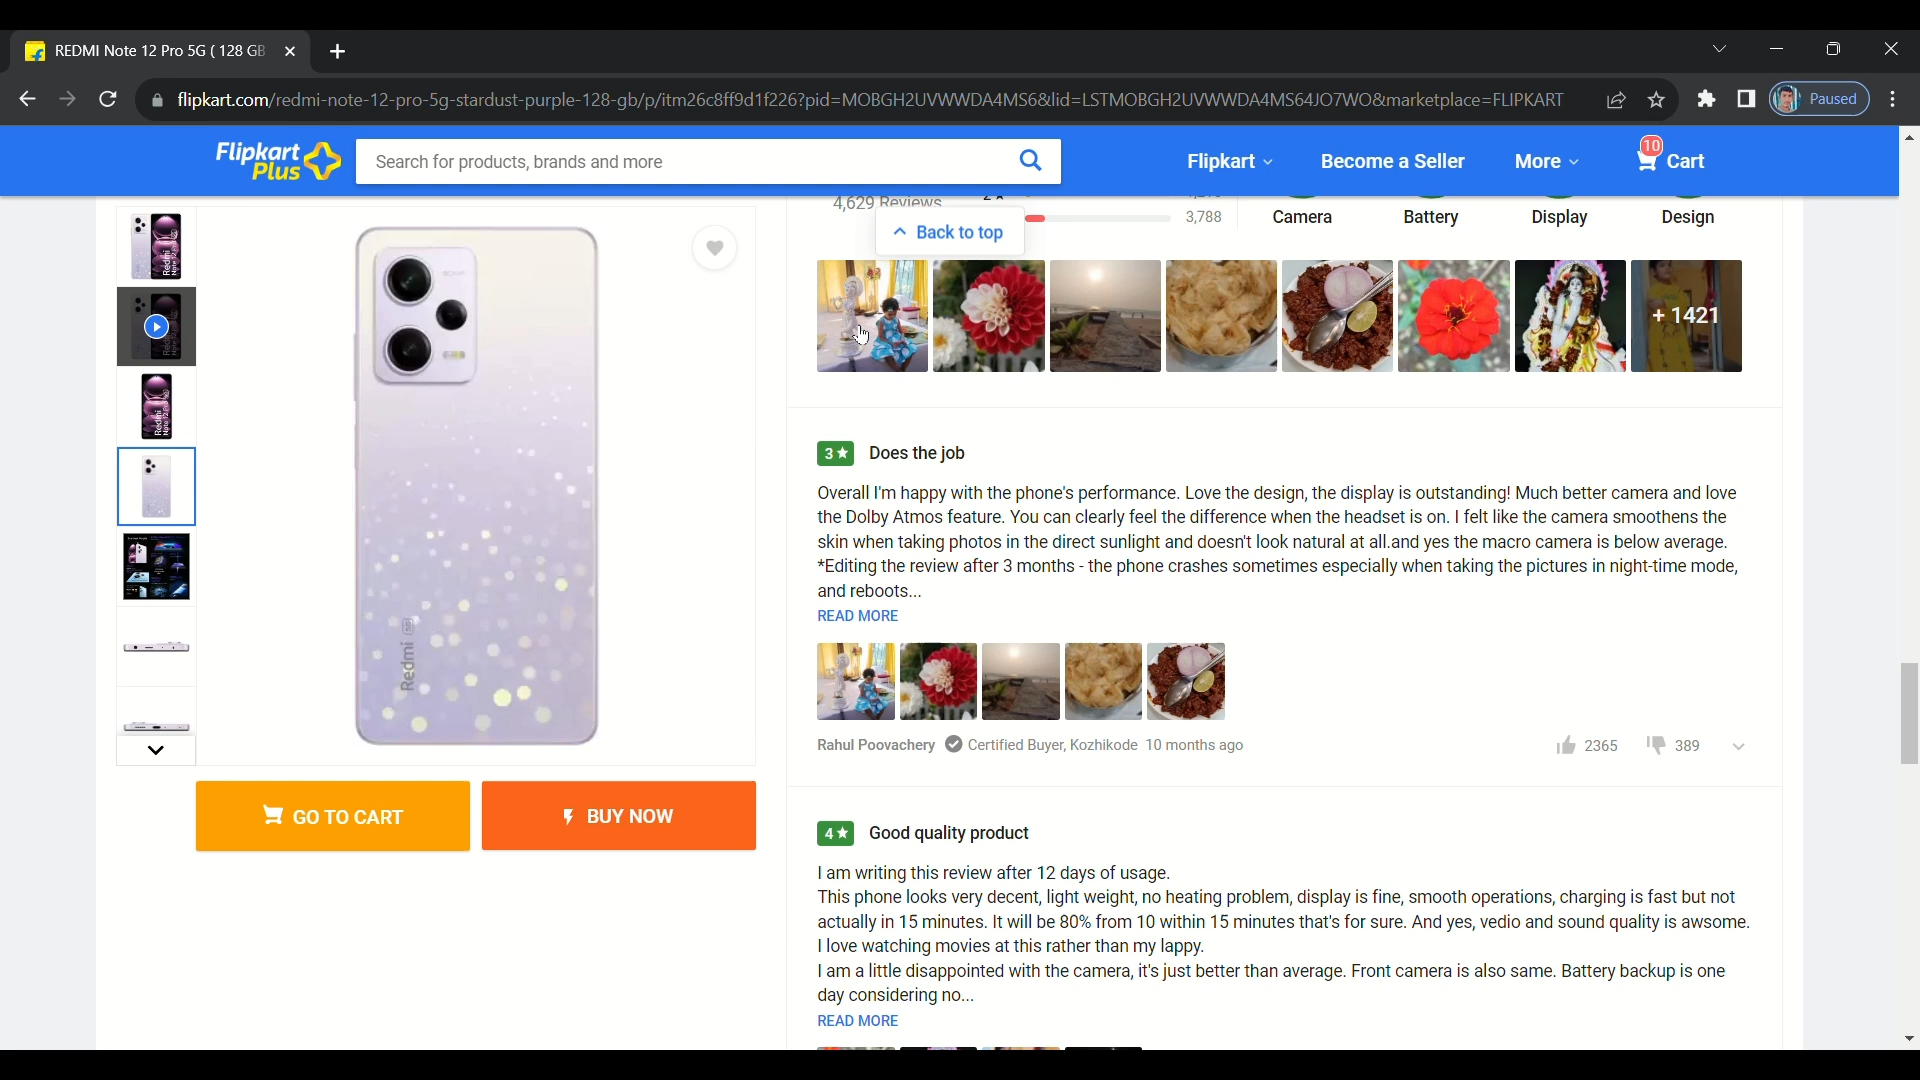 REDMI Note 12 Pro 5G ( 128 GB
flipkart.com/redmi-note-12-pro-5g-stardust-purple-128-gb/p/itm26c8ff9d1f226?pid=MOBGH2UVWWDA4MS6&lid=LSTMOBGH2UVWWDA4MS64JO7WO&marketplace=FLIPKART
Paused
Flipkart
Plus
Search for products, brands and more
Flipkart
Become a Seller
More
10
Cart
4,629 Reviews
3,788
Camera
Battery
Display
Design
Back to top
+ 1421
Redmi
3★ Does the job
Overall I'm happy with the phone's performance. Love the design, the display is outstanding! Much better camera and love
the Dolby Atmos feature. You can clearly feel the difference when the headset is on. I felt like the camera smoothens the
skin when taking photos in the direct sunlight and doesn't look natural at all.and yes the macro camera is below average.
*Editing the review after 3 months - the phone crashes sometimes especially when taking the pictures in night-time mode,
and reboots...
READ MORE
Rahul Poovachery Certified Buyer, Kozhikode 10 months ago
2365
389
GO TO CART
BUY NOW
4★ Good quality product
I am writing this review after 12 days of usage.
This phone looks very decent, light weight, no heating problem, display is fine, smooth operations, charging is fast but not
actually in 15 minutes. It will be 80% from 10 within 15 minutes that's for sure. And yes, vedio and sound quality is awsome.
I love watching movies at this rather than my lappy.
I am a little disappointed with the camera, it's just better than average. Front camera is also same. Battery backup is one
day considering no...
READ MORE